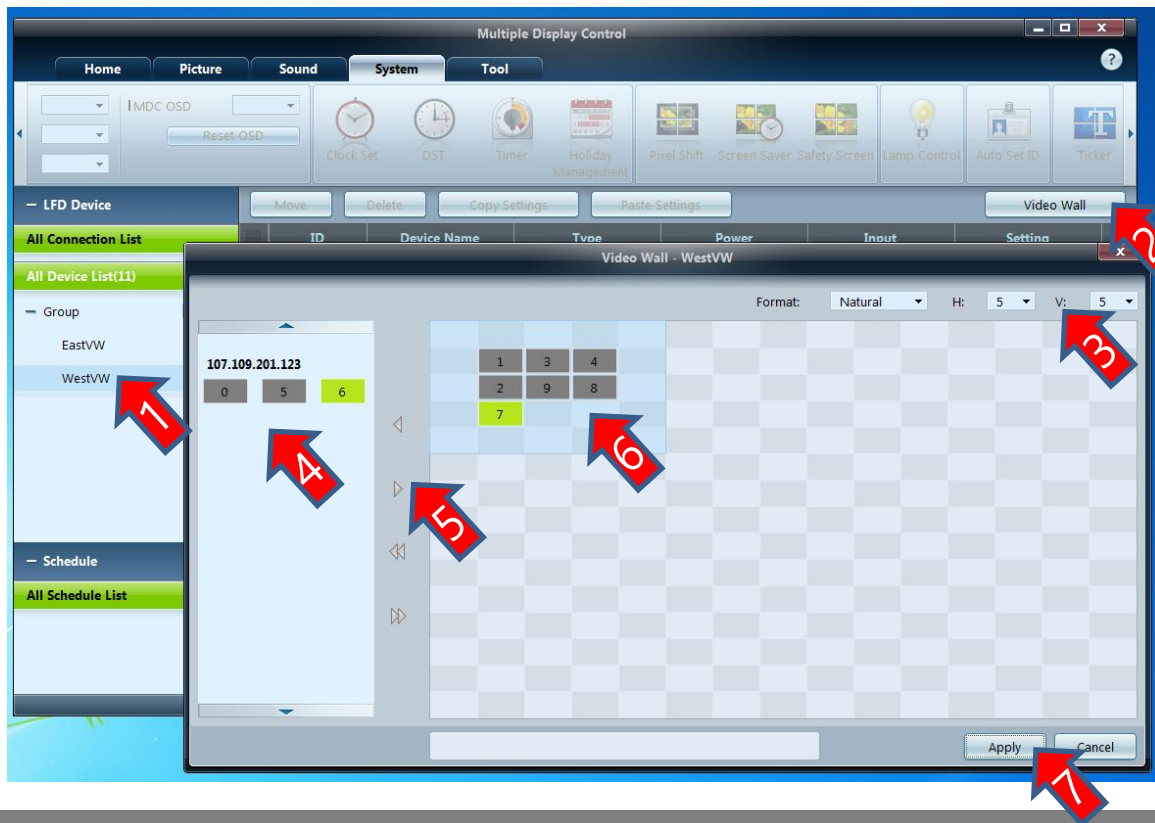 Multiple Display Control
Home Picture Sound System Tool
?
MDC OSD
Reset OSD
Clock Set DST Timer Holiday Management Pixel Shift Screen Saver Safety Screen Lamp Control Auto Set ID Ticker
LFD Device Move Delete Copy Settings Paste Settings Video Wall
2
All Connection List ID Device Name Type Power Input Setting
Video Wall - WestVW
x
All Device List(11)
Format: Natural H: 5 V: 5
Group
EastVW
WestVW
1
3
107.109.201.123
0 5 6
1 3 4
2 9 8
7
4
5
6
Schedule
All Schedule List
Apply Cancel
7